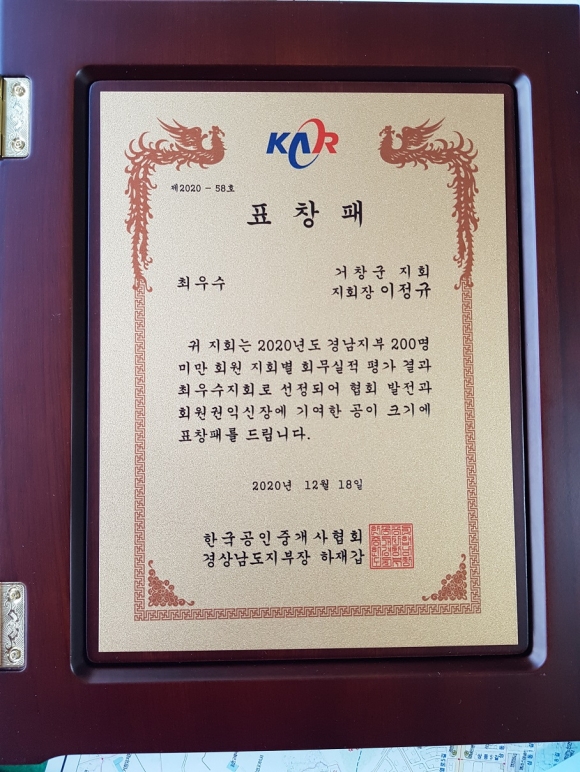 KAR
제2020 - 58호
표 창 패
최우수
거창군 지회
지회장 이정규
귀 지회는 2020년도 경남지부 200명
미만 회원 지회별 회무실적 평가 결과
최우수지회로 선정되어 협회 발전과
회원권익신장에 기여한 공이 크기에
표창패를 드립니다.
2020년 12월 18일
한국공인중개사협회
경상남도지부장 하재갑